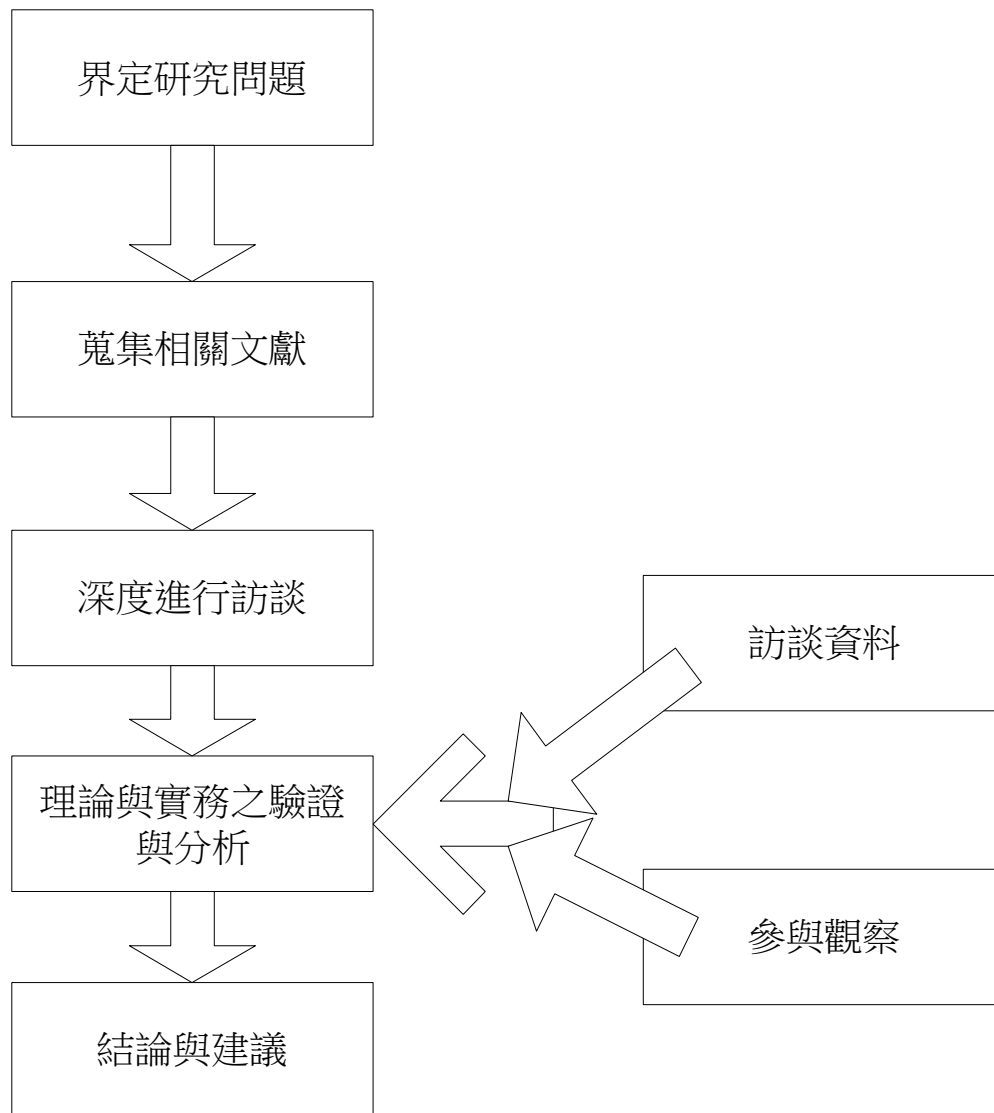 界定研究問題
蒐集相關文獻
深度進行訪談
訪談資料
理論與實務之驗證
與分析
參與觀察
結論與建議